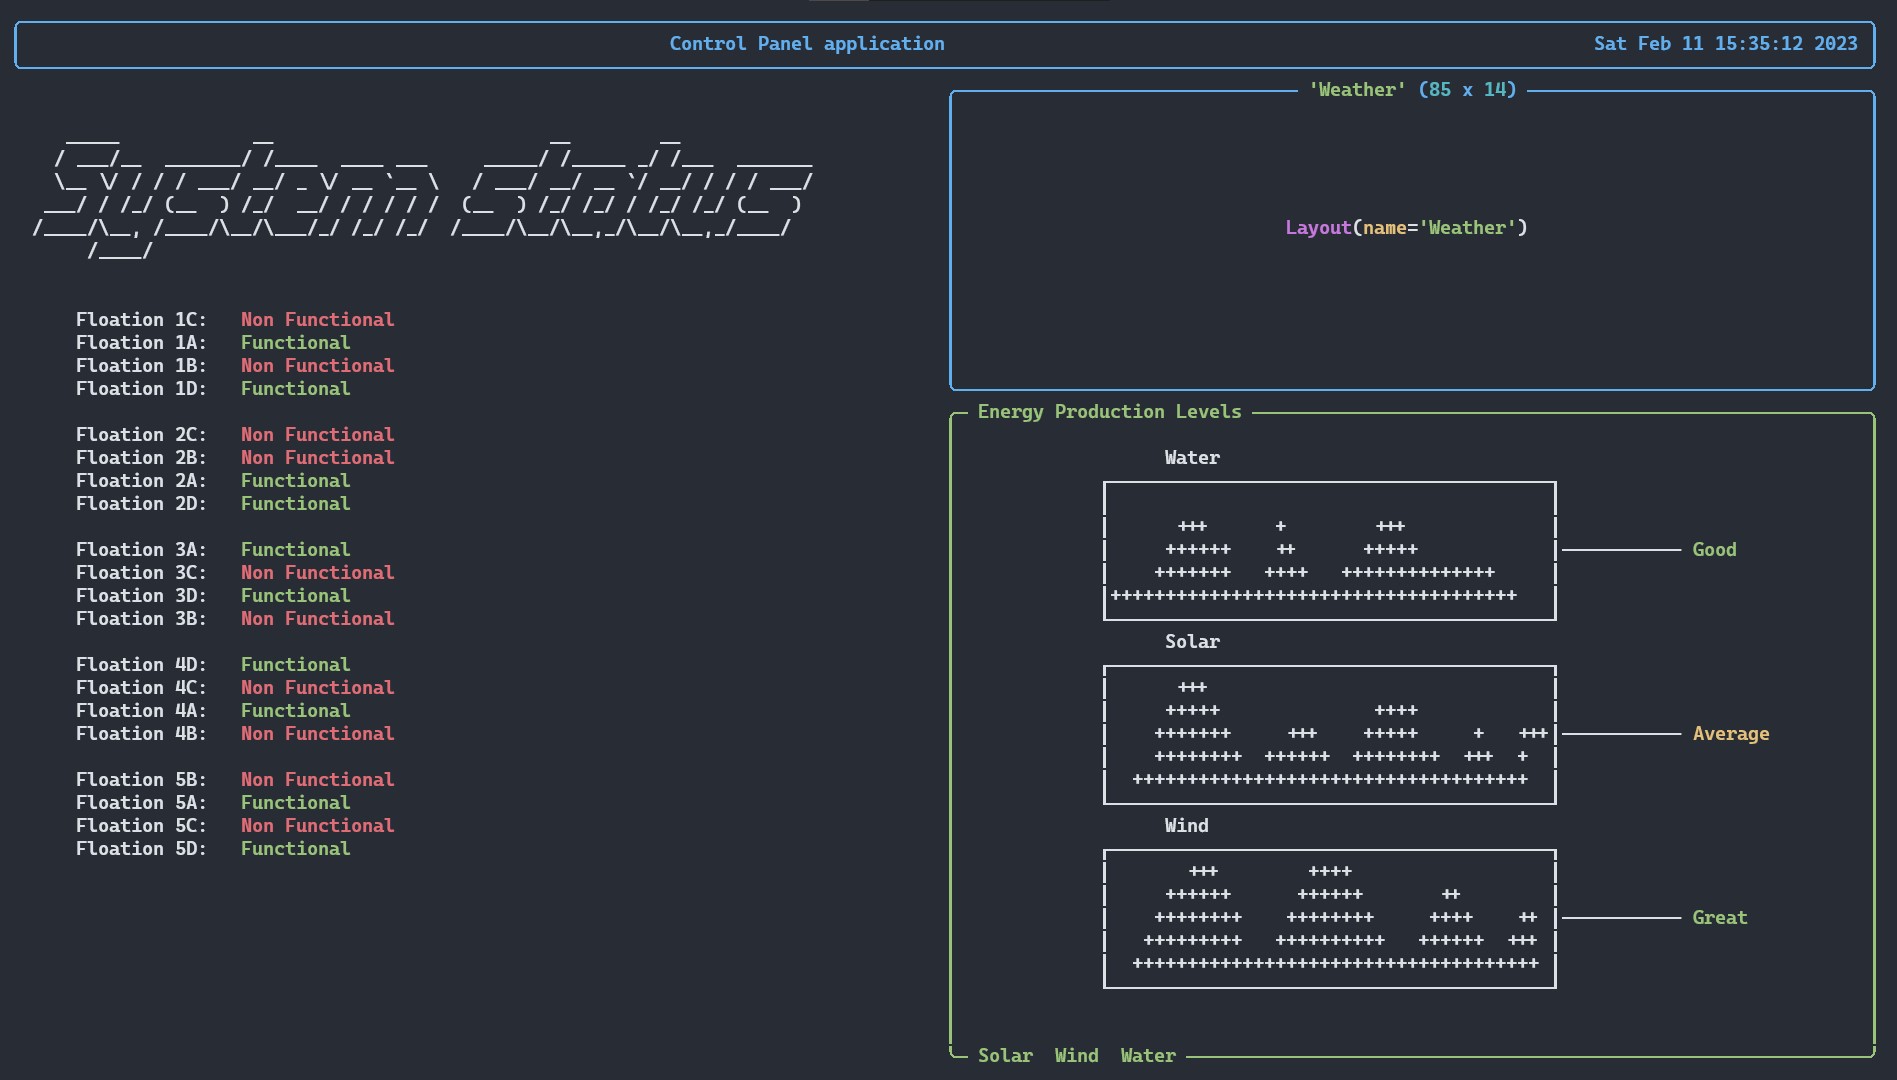 Control Panel application
Sat Feb 11 15:35:12 2023
System status
Floation 1C: Non Functional
Floation 1A: Functional
Floation 1B: Non Functional
Floation 1D: Functional
Floation 2C: Non Functional
Floation 2B: Non Functional
Floation 2A: Functional
Floation 2D: Functional
Floation 3A: Functional
Floation 3C: Non Functional
Floation 3D: Functional
Floation 3B: Non Functional
Floation 4D: Functional
Floation 4C: Non Functional
Floation 4A: Functional
Floation 4B: Non Functional
Floation 5B: Non Functional
Floation 5A: Functional
Floation 5C: Non Functional
Floation 5D: Functional
'Weather' (85 x 14)
Layout(name='Weather')
Energy Production Levels
Water
Good
Solar
Average
Wind
Great
Solar Wind Water